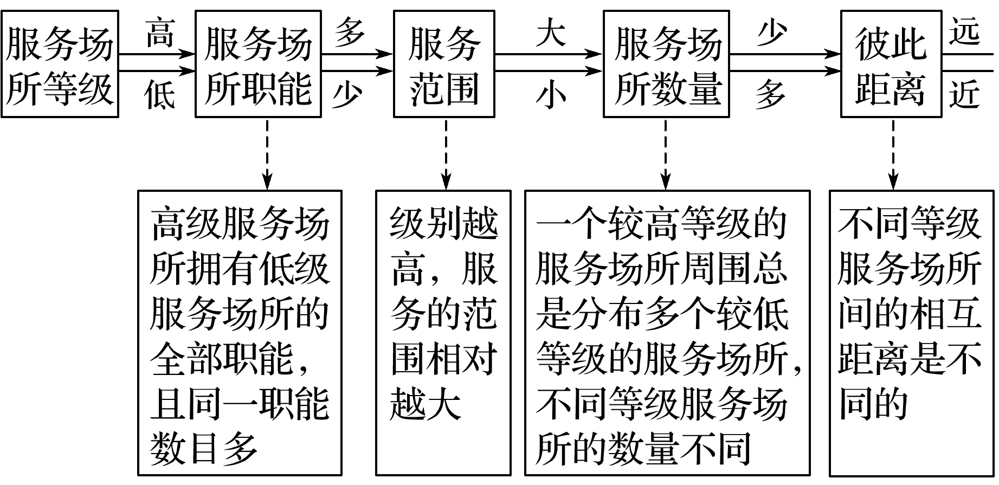 服务场
所等级
高
低
服务场
所职能
多
少
服务
范围
大
小
服务场
所数量
少
多
彼此
距离
远
近
高级服务场
所拥有低级
服务场所的
全部职能，
且同一职能
数目多
级别越
高，服
务的范
围相对
越大
一个较高等级的
服务场所周围总
是分布多个较低
等级的服务场所，
不同等级服务场
所的数量不同
不同等级
服务场所
间的相互
距离是不
同的